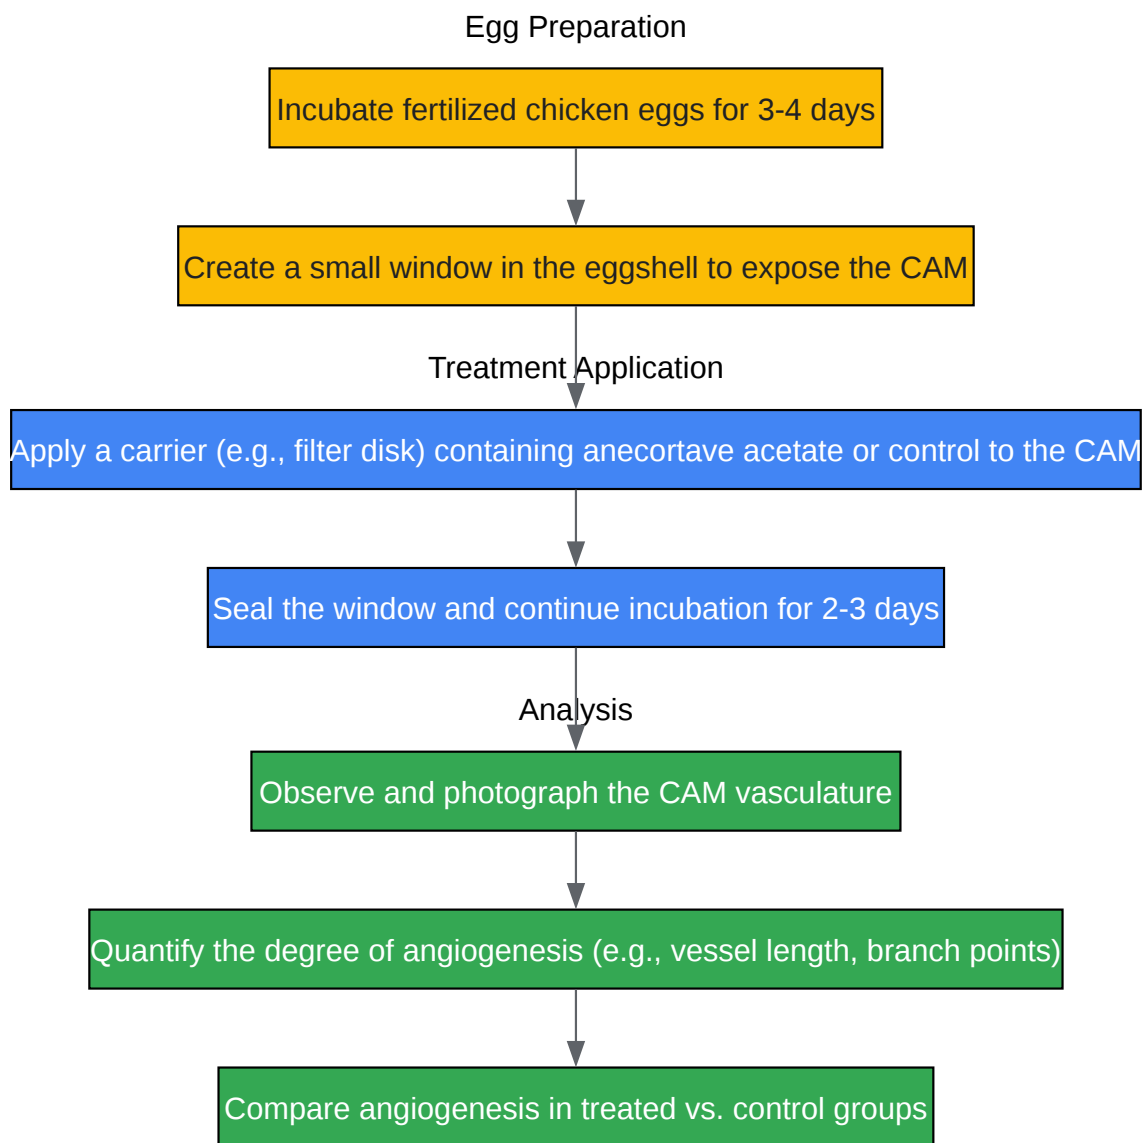 Egg Preparation
Incubate fertilized chicken eggs for 3-4 days
Create a small window in the eggshell to expose the CAM
Treatment Application
Apply a carrier (e.g., filter disk) containing anecortave acetate or control to the CAM
Seal the window and continue incubation for 2-3 days
Analysis
Observe and photograph the CAM vasculature
Quantify the degree of angiogenesis (e.g., vessel length, branch points)
Compare angiogenesis in treated vs. control groups